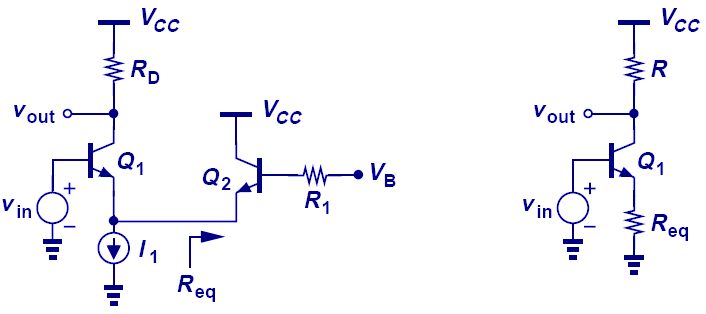 VCC
RD
vout
Q1
vin
I1
VCC
Q2
R1
VB
Req
VCC
R
vout
Q1
vin
Req
+
−
+
−